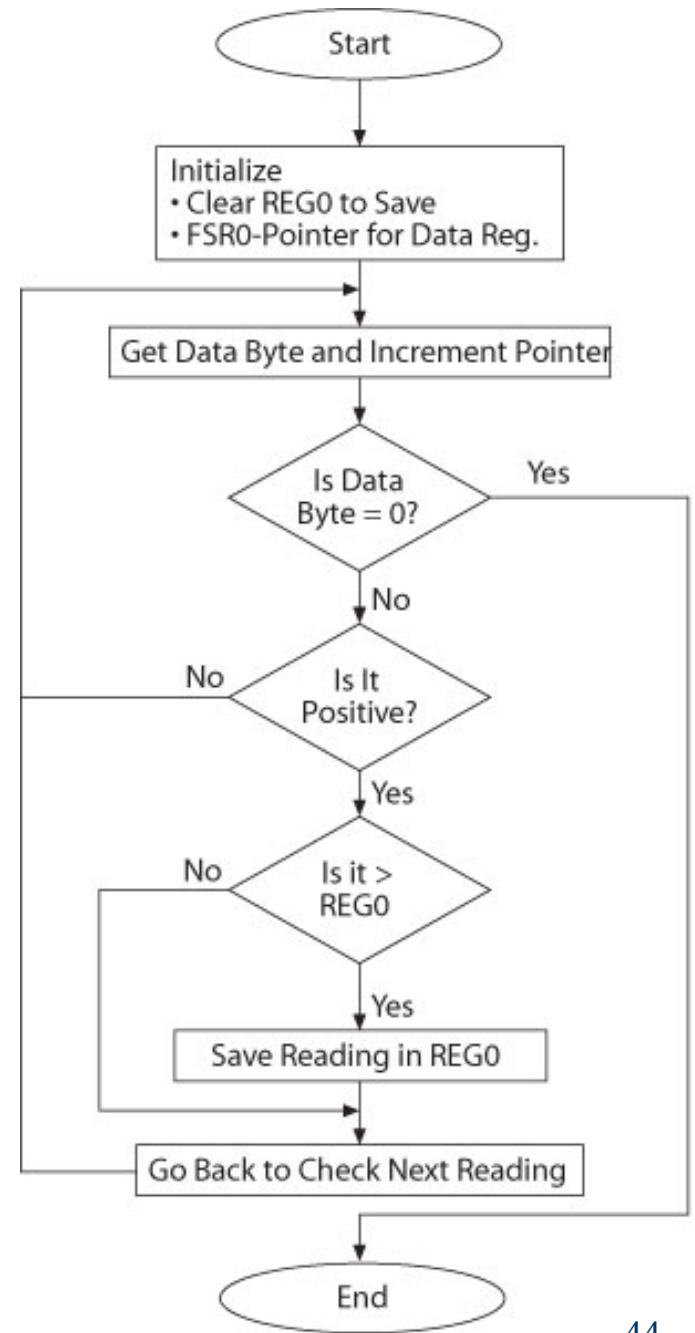 Start
Initialize
• Clear REG0 to Save
• FSR0-Pointer for Data Reg.
Get Data Byte and Increment Pointer
Is Data
Byte = 0?
Yes
No
Is It
Positive?
No
Yes
Is it >
REG0
No
Yes
Save Reading in REG0
Go Back to Check Next Reading
End
44